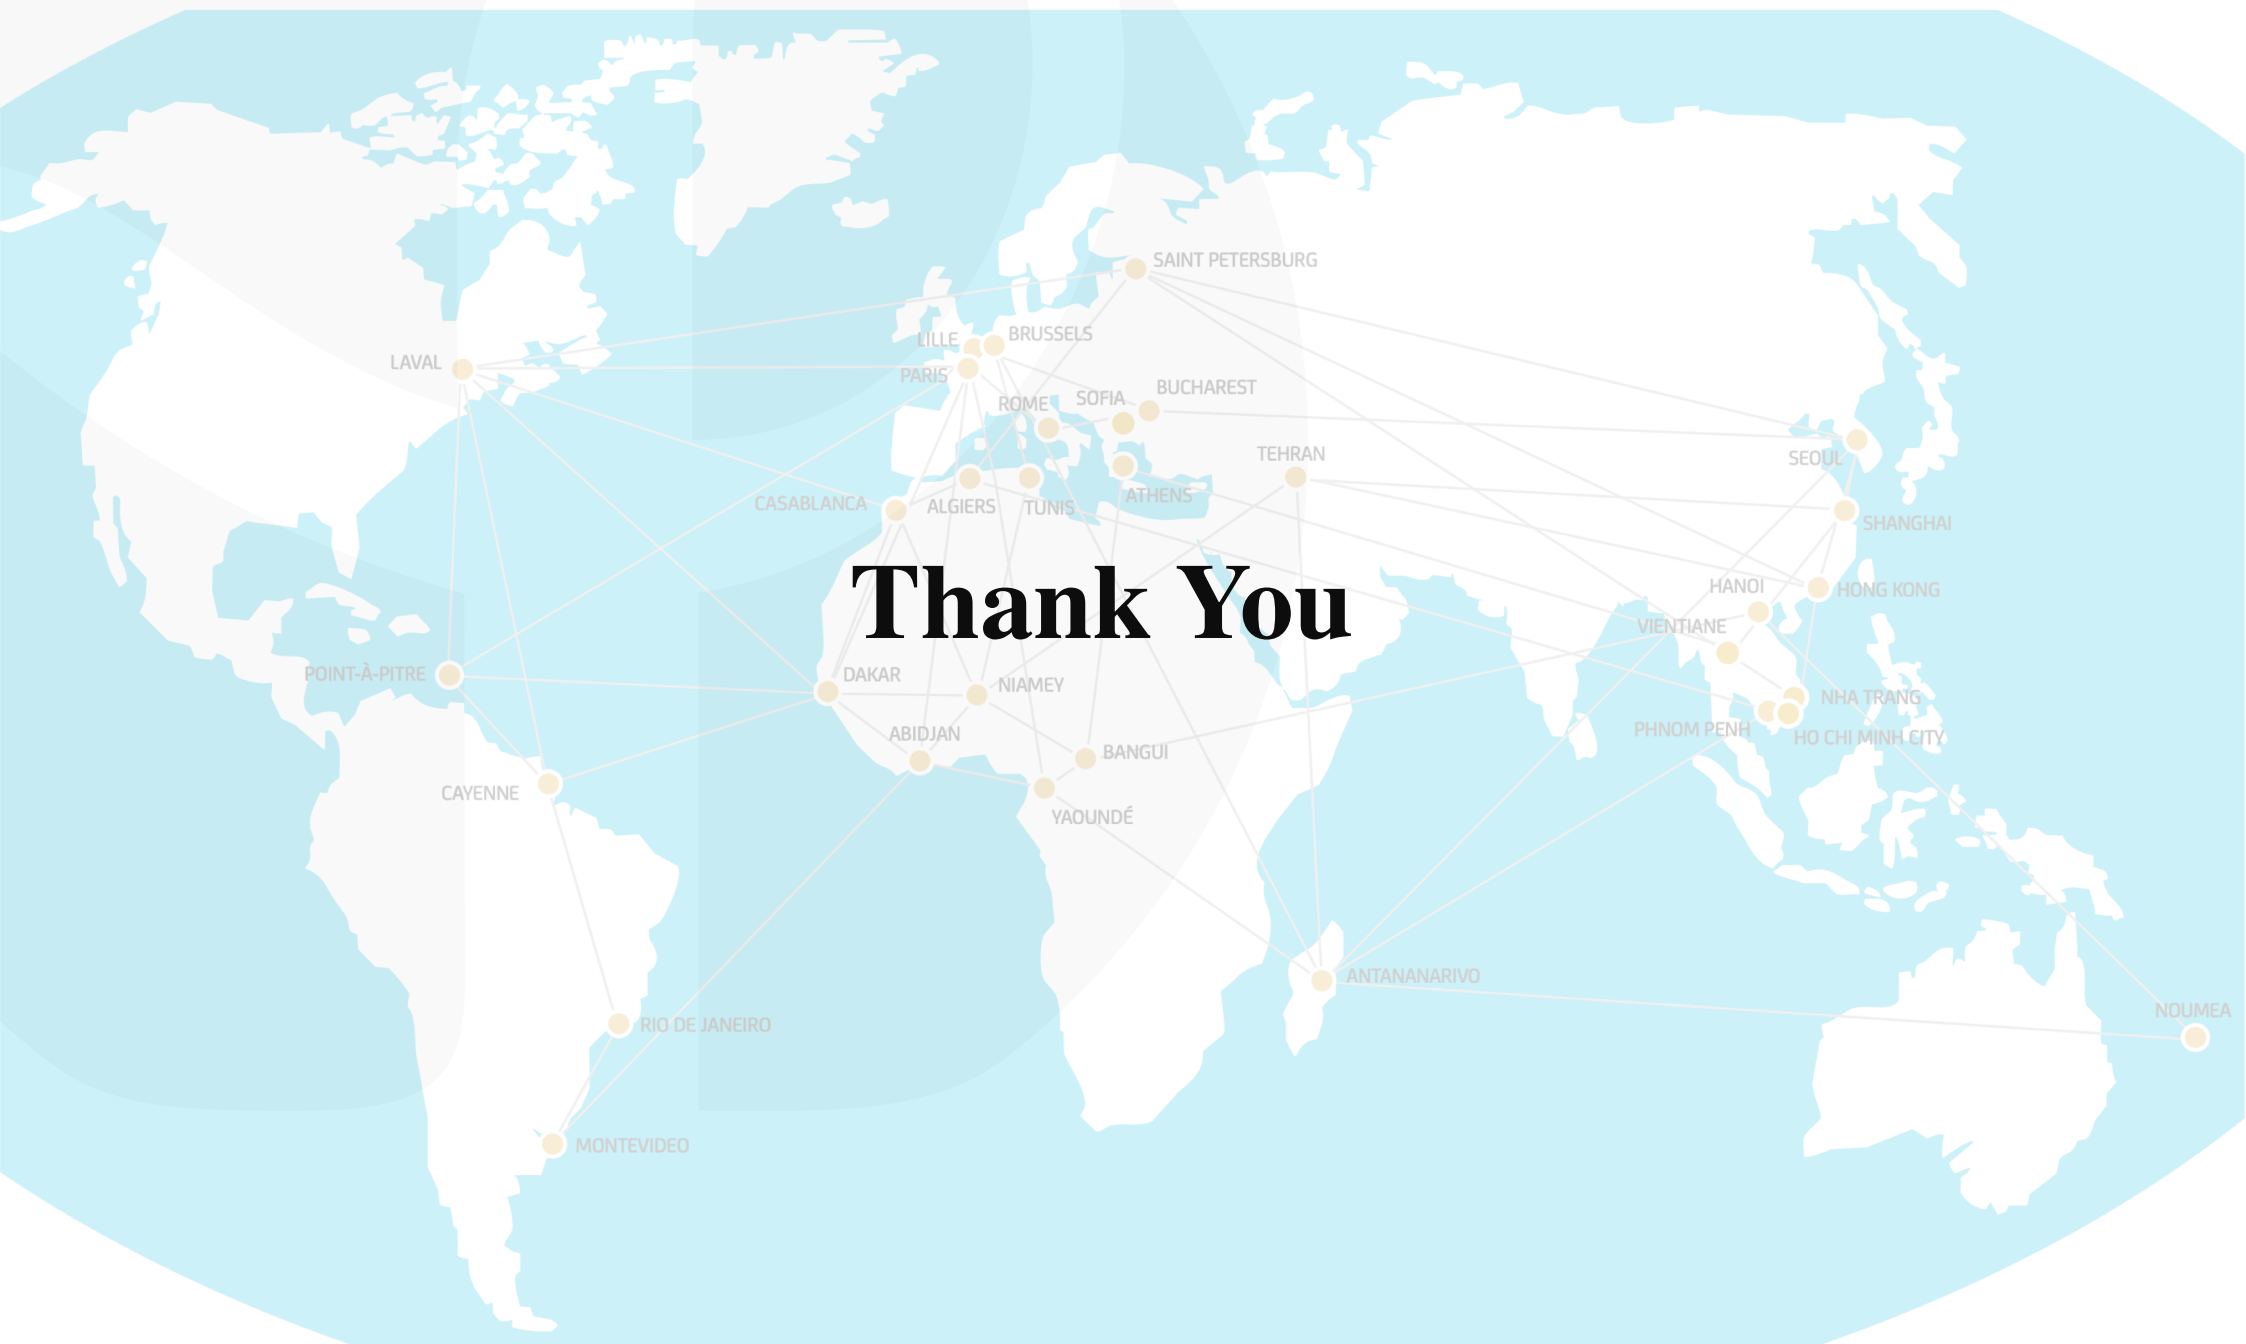 SAINT PETERSBURG
LILLE
BRUSSELS
LAVAL
PARIS
BUCHAREST
SOFIA
ROME
TEHRAN
SEOUL
CASABLANCA
ALGIERS
TUNIS
ATHENS
SHANGHAI
Thank You
HANOI
HONG KONG
VIENTIANE
POINT-À-PITRE
DAKAR
NIAMEY
NHA TRANG
ABIDJAN
PHNOM PENH
HO CHI MINH CITY
BANGUI
CAYENNE
YAOUNDÉ
ANTANANARIVO
NOUMEA
RIO DE JANEIRO
MONTEVIDEO